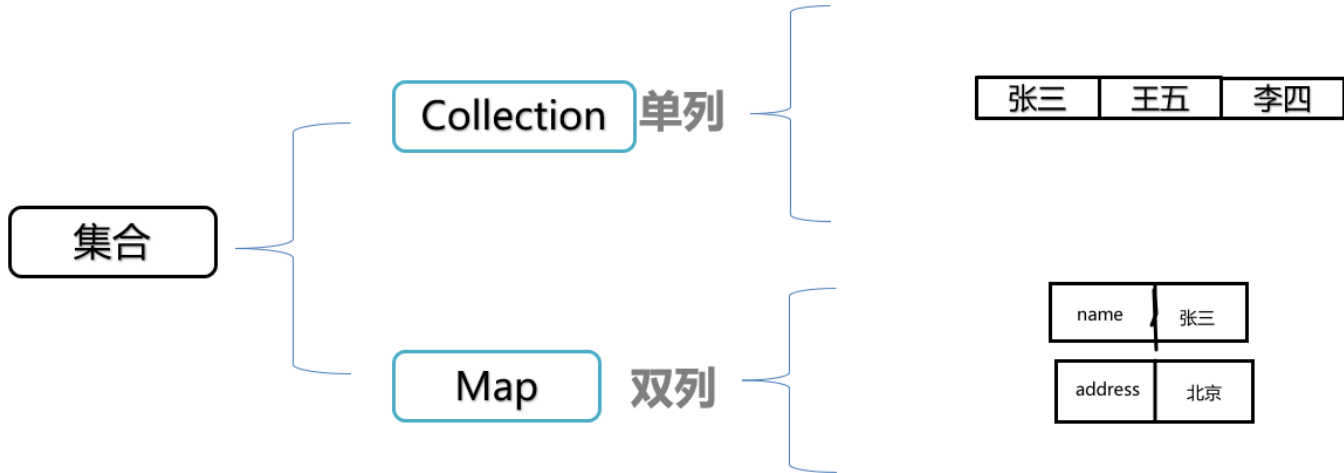 集合
Collection 单列
张三 王五 李四
Map 双列
name 张三
address 北京